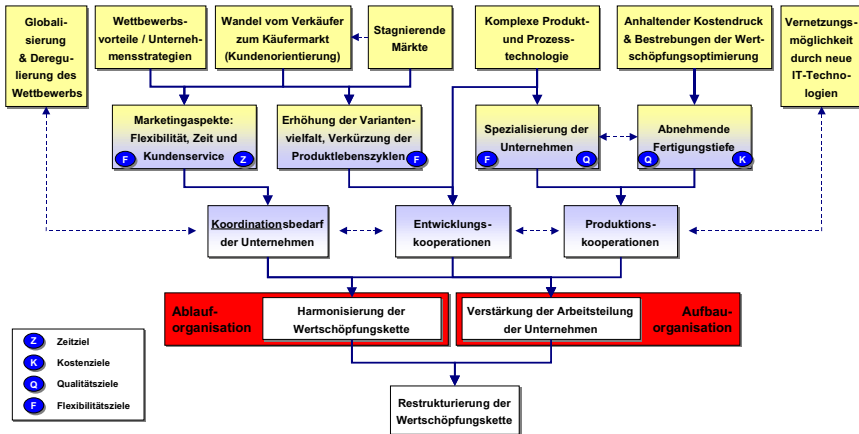 Globali-
sierung
& Deregu-
lierung des
Wettbewerbs
Wettbewerbs-
vorteile / Unterneh-
mensstrategien
Wandel vom Verkäufer
zum Käufermarkt
(Kundenorientierung)
Stagnierende
Märkte
Komplexe Produkt-
und Prozess-
technologie
Anhaltender Kostendruck
& Bestrebungen der Wert-
schöpfungsoptimierung
Vernetzungs-
möglichkeit
durch neue
IT-Techno-
logien
Marketingaspekte:
Flexibilität, Zeit und
Kundenservice
F
Z
Erhöhung der Varianten-
vielfalt, Verkürzung der
Produktlebenszyklen
F
Spezialisierung der
Unternehmen
F
Q
Abnehmende
Fertigungstiefe
Q
K
Koordinationsbedarf
der Unternehmen
Entwicklungs-
kooperationen
Produktions-
kooperationen
Ablauf-
organisation
Harmonisierung der
Wertschöpfungskette
Verstärkung der Arbeitsteilung
der Unternehmen
Aufbau-
organisation
Z Zeitziel
K Kostenziele
Q Qualitätsziele
F Flexibilitätsziele
Restrukturierung der
Wertschöpfungskette